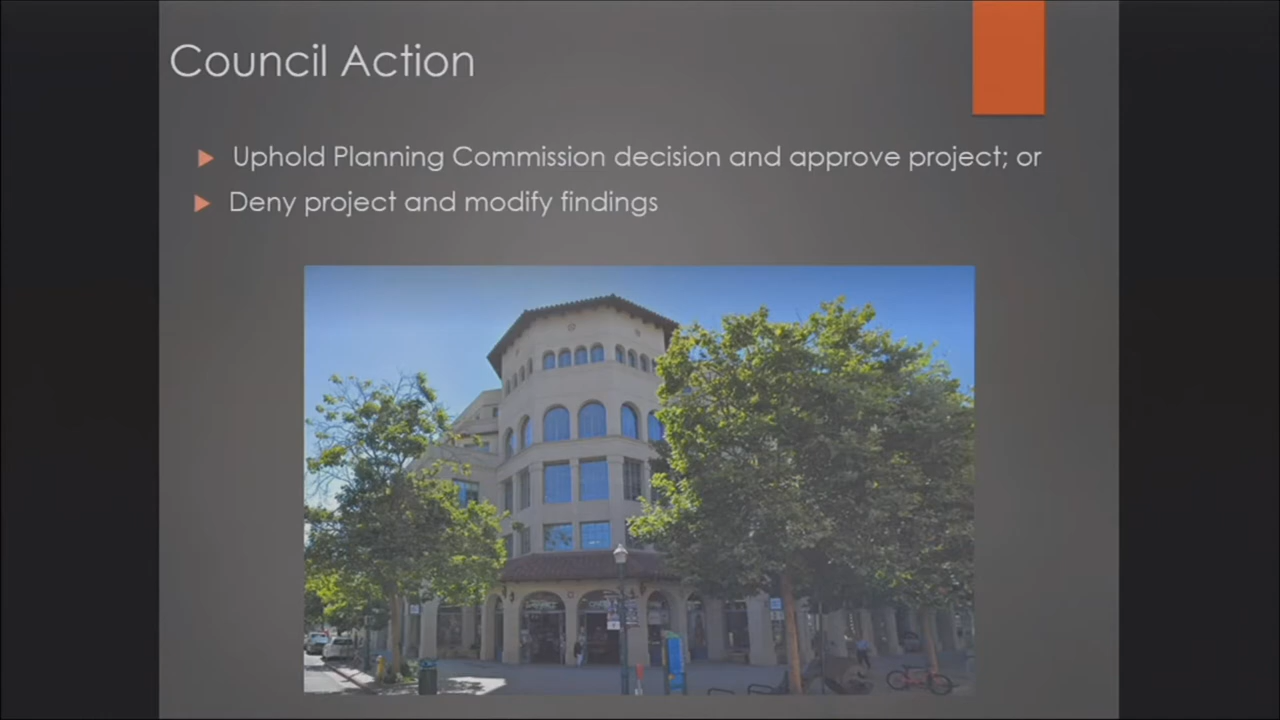 Council Action
Uphold Planning Commission decision and approve project; or
Deny project and modify findings